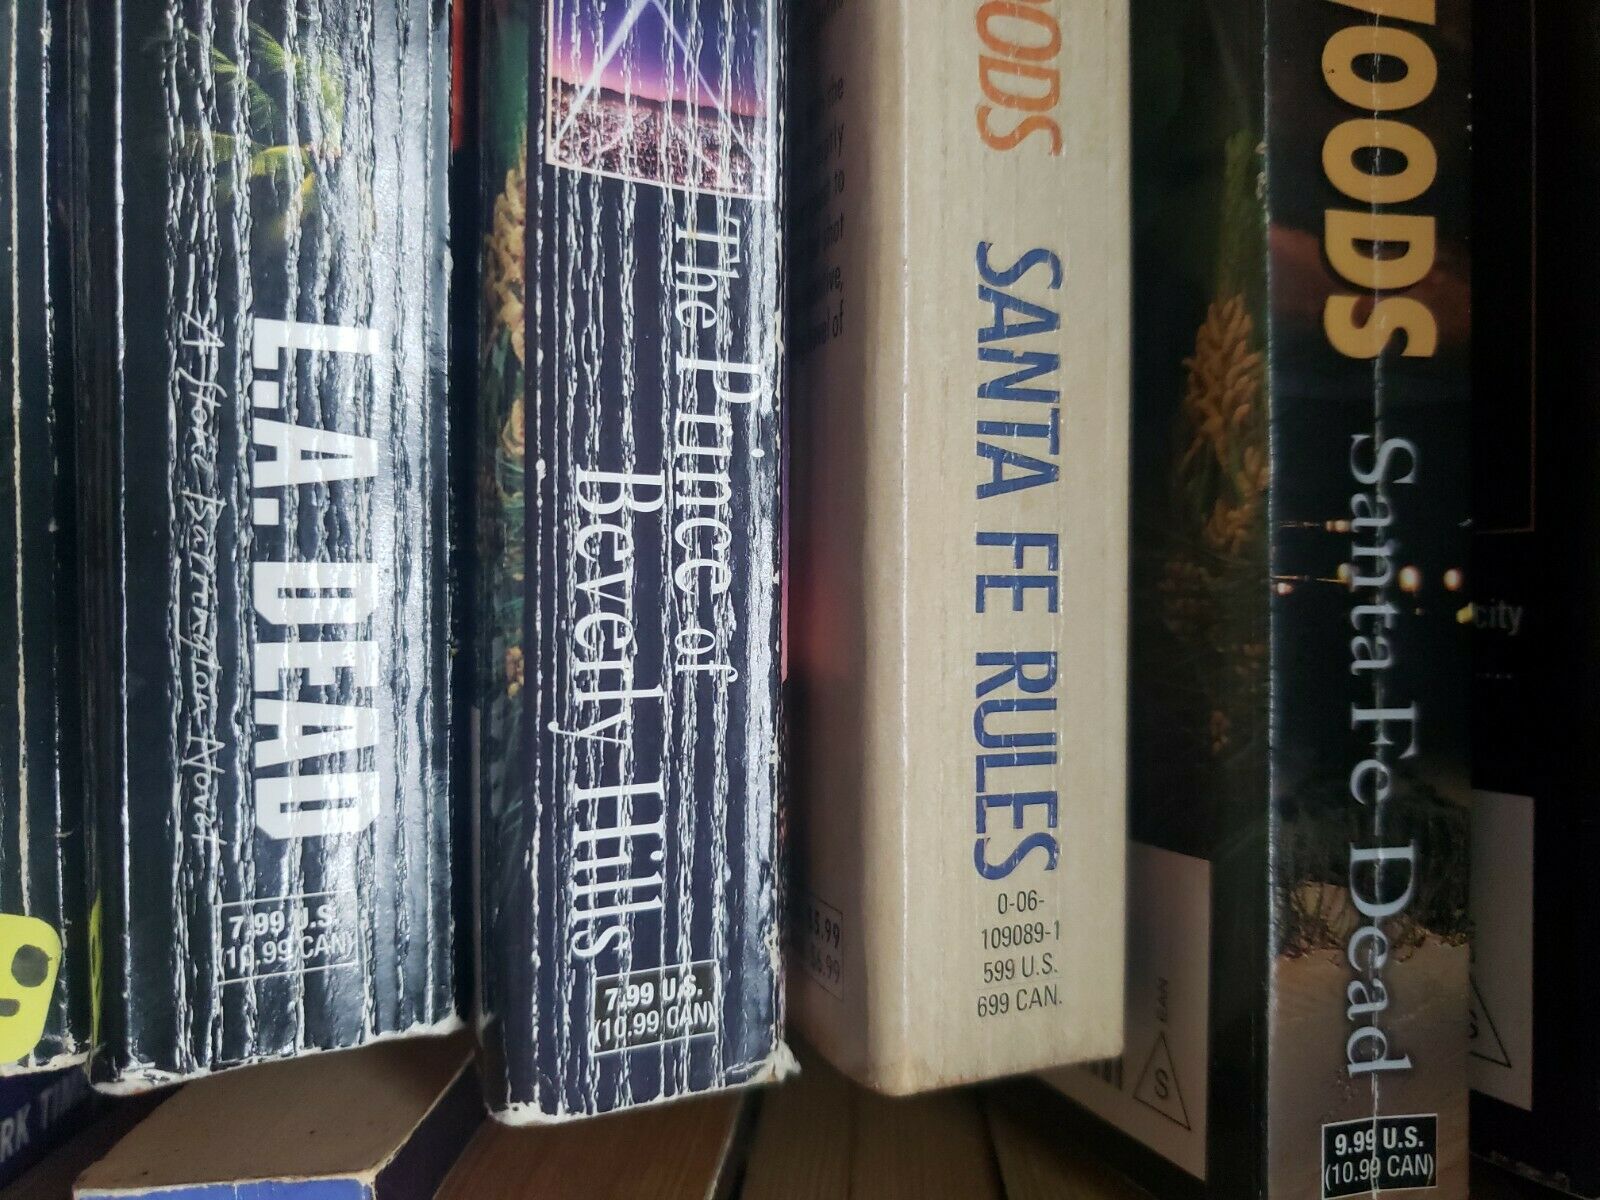 L.A. DEAD
A Stone Barrington Novel
7.99 U.S.
(10.99 CAN)
The Prince of
Beverly Hills
7.99 U.S.
(10.99 CAN)
OODS
SANTA FE RULES
0-06-
109089-1
599 U.S.
699 CAN.
EAN
S
WOODS
Santa Fe Dead
9.99 U.S.
(10.99 CAN)
city